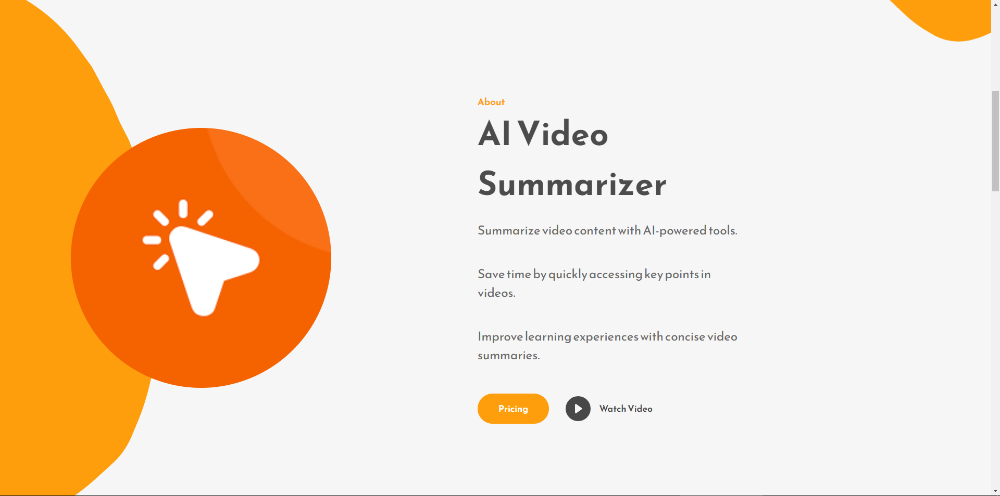 About
AI Video
Summarizer
Summarize video content with AI-powered tools.
Save time by quickly accessing key points in
videos.
Improve learning experiences with concise video
summaries.
Pricing
Watch Video